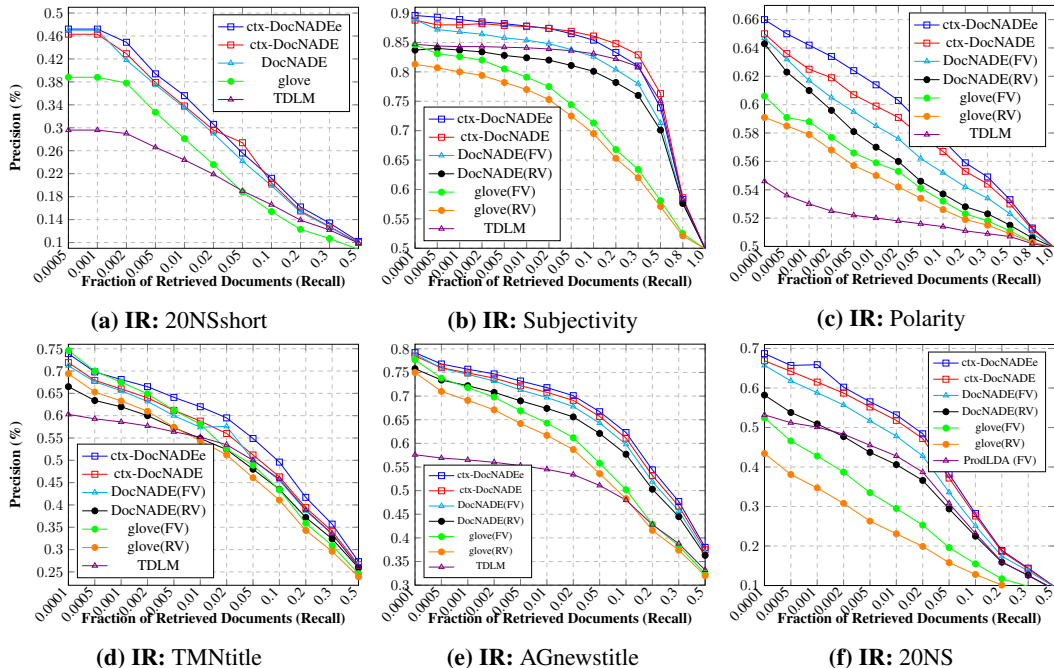 Precision (%)
0.5
0.46
0.42
0.38
0.34
0.3
0.26
0.22
0.18
0.14
0.1
0.0005
0.001
0.002
0.005
0.01
0.02
0.05
0.1
0.2
0.3
0.5
ctx-DocNADEe
ctx-DocNADE
DocNADE
glove
TDLM
Fraction of Retrieved Documents (Recall)
(a) IR: 20NSshort
0.9
0.85
0.8
0.75
0.7
0.65
0.6
0.55
0.5
0.0001
0.0005
0.001
0.002
0.005
0.01
0.02
0.05
0.1
0.2
0.3
0.5
0.8
1.0
ctx-DocNADEe
ctx-DocNADE
DocNADE(FV)
DocNADE(RV)
glove(FV)
glove(RV)
TDLM
Fraction of Retrieved Documents (Recall)
(b) IR: Subjectivity
0.66
0.64
0.62
0.6
0.58
0.56
0.54
0.52
0.5
0.0001
0.0005
0.001
0.002
0.005
0.01
0.02
0.05
0.1
0.2
0.3
0.5
0.8
1.0
ctx-DocNADEe
ctx-DocNADE
DocNADE(FV)
DocNADE(RV)
glove(FV)
glove(RV)
TDLM
Fraction of Retrieved Documents (Recall)
(c) IR: Polarity
Precision (%)
0.75
0.7
0.65
0.6
0.55
0.5
0.45
0.4
0.35
0.3
0.25
0.0001
0.0005
0.001
0.002
0.005
0.01
0.02
0.05
0.1
0.2
0.3
0.5
ctx-DocNADEe
ctx-DocNADE
DocNADE(FV)
DocNADE(RV)
glove(FV)
glove(RV)
TDLM
Fraction of Retrieved Documents (Recall)
(d) IR: TMNtitle
0.8
0.75
0.7
0.65
0.6
0.55
0.5
0.45
0.4
0.35
0.3
0.0001
0.0005
0.001
0.002
0.005
0.01
0.02
0.05
0.1
0.2
0.3
0.5
ctx-DocNADEe
ctx-DocNADE
DocNADE(FV)
DocNADE(RV)
glove(FV)
glove(RV)
TDLM
Fraction of Retrieved Documents (Recall)
(e) IR: AGnewstitle
0.7
0.6
0.5
0.4
0.3
0.2
0.1
0.0001
0.0005
0.001
0.002
0.005
0.01
0.02
0.05
0.1
0.2
0.3
0.5
ctx-DocNADEe
ctx-DocNADE
DocNADE(FV)
DocNADE(RV)
glove(FV)
glove(RV)
ProdLDA (FV)
Fraction of Retrieved Documents (Recall)
(f) IR: 20NS